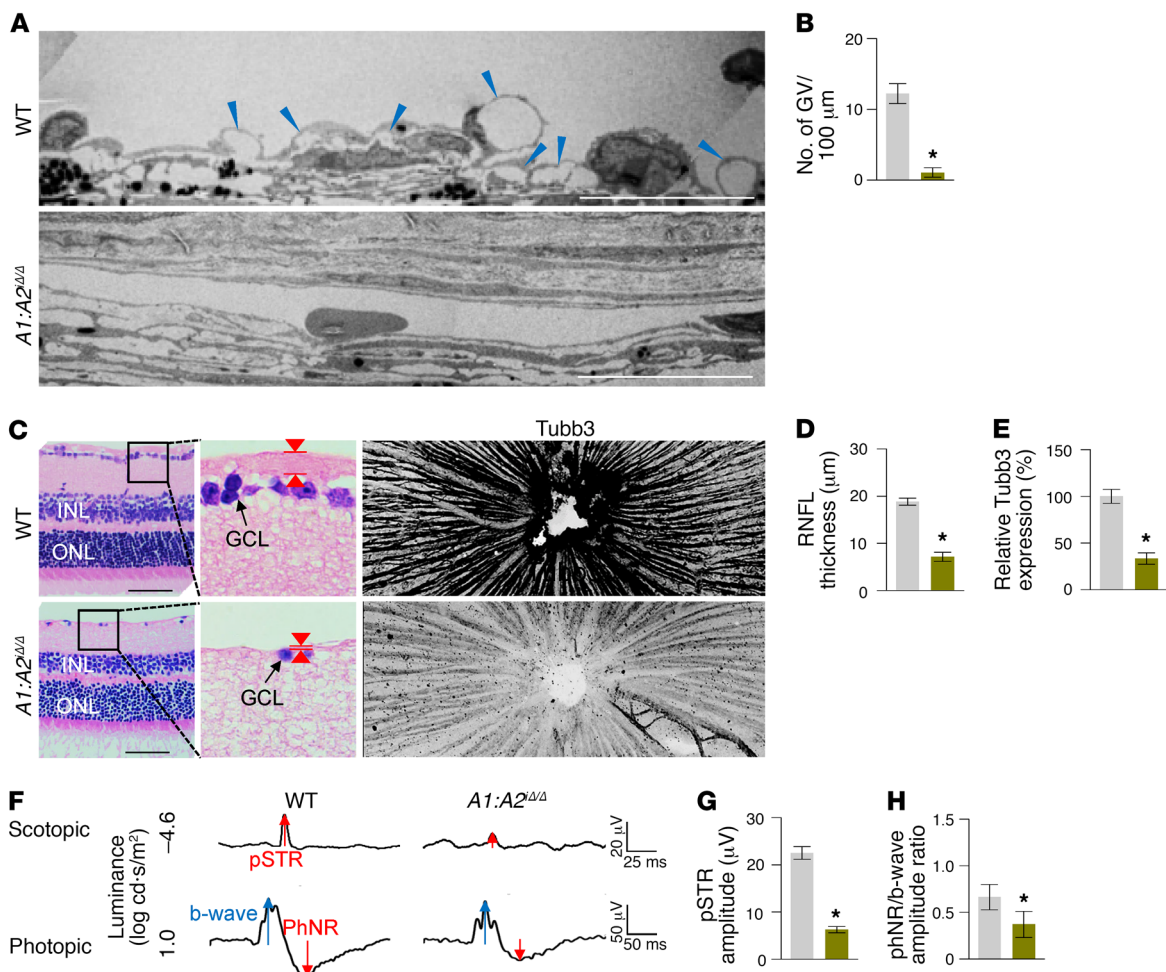 A
WT
A1:A2iΔ/Δ
B
No. of GV/
100 μm
20
10
0
*
C
Tubb3
WT
INL
ONL
GCL
A1:A2iΔ/Δ
INL
ONL
GCL
D
RNFL
thickness (μm)
30
20
10
0
*
E
Relative Tubb3
expression (%)
150
100
50
0
*
F
WT
A1:A2iΔ/Δ
Scotopic
Photopic
Luminance
(log cd·s/m2)
−4.6
1.0
pSTR
20 μV
25 ms
b-wave
PhNR
50 μV
50 ms
G
pSTR
amplitude (μV)
30
20
10
0
*
H
phNR/b-wave
amplitude ratio
1.5
1.0
0.5
0
*